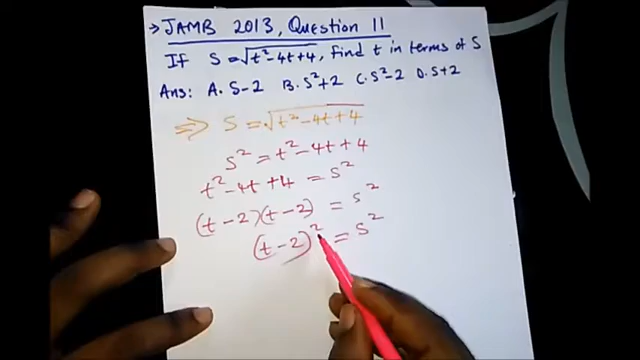 → JAMB 2013, Question 11
If S = √t²-4t+4, find t in terms of S
Ans: A. S-2 B. S²+2 C. S²-2 D. S+2
⇒ S = √t²-4t+4
S² = t²-4t+4
t²-4t+4 = S²
(t-2)(t-2) = S²
(t-2)² = S²